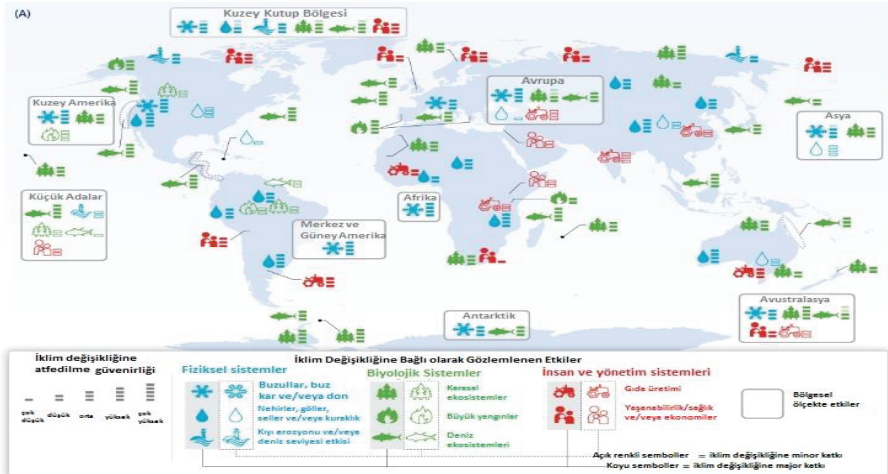 (A)
Kuzey Kutup Bölgesi
Kuzey Amerika
Avrupa
Asya
Küçük Adalar
Afrika
Merkez ve
Güney Amerika
Antarktik
Avustralasya
İklim değişikliğine
atfedilme güvenirliği
çok
düşük
düşük
orta
yüksek
çok
yüksek
İklim Değişikliğine Bağlı olarak Gözlemlenen Etkiler
Fiziksel sistemler
Buzullar, buz
kar ve/veya don
Nehirler, göller,
seller ve/veya kuraklık
Kıyı erozyonu ve/veya
deniz seviyesi etkisi
Biyolojik Sistemler
Karasal
ekosistemler
Büyük yangınlar
Deniz
ekosistemleri
İnsan ve yönetim sistemleri
Gıda üretimi
Yaşanabilirlik/sağlık
ve/veya ekonomiler
Bölgesel
ölçekte etkiler
Açık renkli semboller = iklim değişikliğine minor katkı
Koyu semboller = iklim değişikliğine major katkı